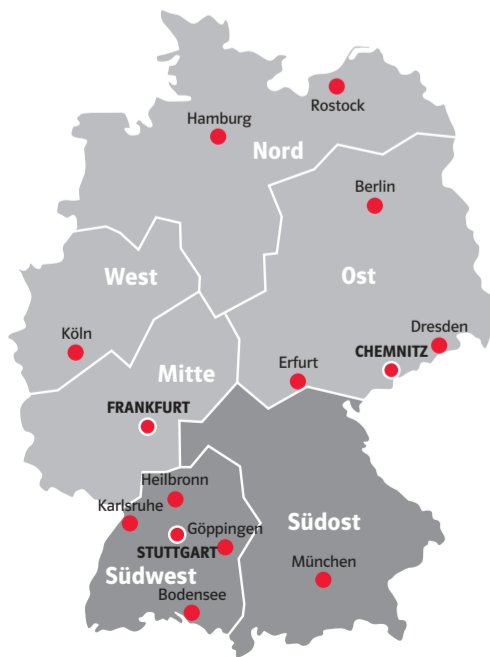 Rostock
Hamburg
Nord
Berlin
West
Ost
Köln
Dresden
CHEMNITZ
Erfurt
Mitte
FRANKFURT
Heilbronn
Karlsruhe
Göppingen
Südost
STUTTGART
München
Südwest
Bodensee